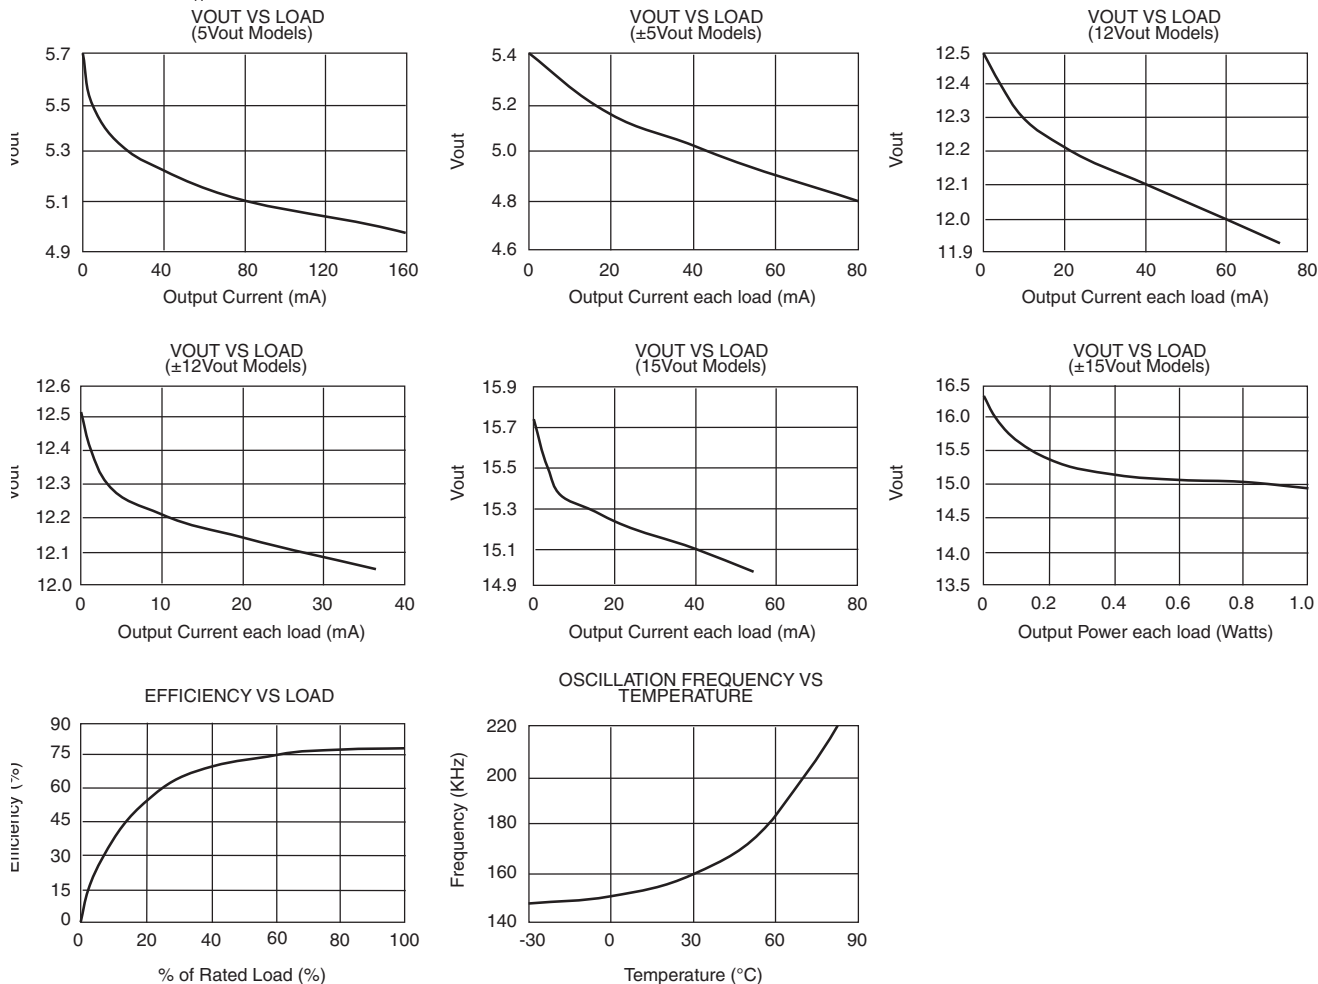 VOUT VS LOAD
(5Vout Models)
5.7
5.5
5.3
5.1
4.9
Vout
0 40 80 120 160
Output Current (mA)
VOUT VS LOAD
(±5Vout Models)
5.4
5.2
5.0
4.8
4.6
Vout
0 20 40 60 80
Output Current each load (mA)
VOUT VS LOAD
(12Vout Models)
12.5
12.4
12.3
12.2
12.1
12.0
11.9
Vout
0 20 40 60 80
Output Current each load (mA)
VOUT VS LOAD
(±12Vout Models)
12.6
12.5
12.4
12.3
12.2
12.1
12.0
Vout
0 10 20 30 40
Output Current each load (mA)
VOUT VS LOAD
(15Vout Models)
15.9
15.7
15.5
15.3
15.1
14.9
Vout
0 20 40 60 80
Output Current each load (mA)
VOUT VS LOAD
(±15Vout Models)
16.5
16.0
15.5
15.0
14.5
14.0
13.5
Vout
0 0.2 0.4 0.6 0.8 1.0
Output Power each load (Watts)
EFFICIENCY VS LOAD
90
75
60
45
30
15
0
Efficiency (%)
0 20 40 60 80 100
% of Rated Load (%)
OSCILLATION FREQUENCY VS
TEMPERATURE
220
200
180
160
140
Frequency (KHz)
-30 0 30 60 90
Temperature (°C)